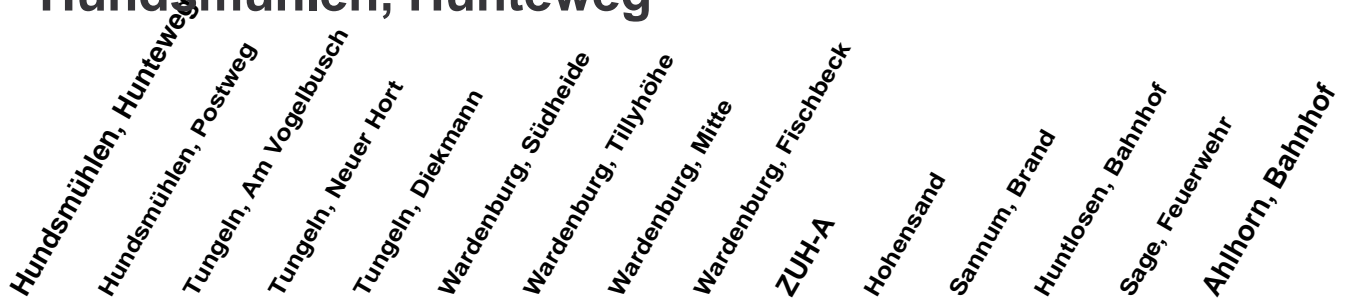 Hundsmühlen, Hunteweg
Hundsmühlen, Hunteweg
Hundsmühlen, Postweg
Tungeln, Am Vogelbusch
Tungeln, Neuer Hort
Tungeln, Diekmann
Wardenburg, Südheide
Wardenburg, Tillyhöhe
Wardenburg, Mitte
Wardenburg, Fischbeck
ZUH-A
Hohensand
Sannum, Brand
Huntlosen, Bahnhof
Sage, Feuerwehr
Ahlhorn, Bahnhof